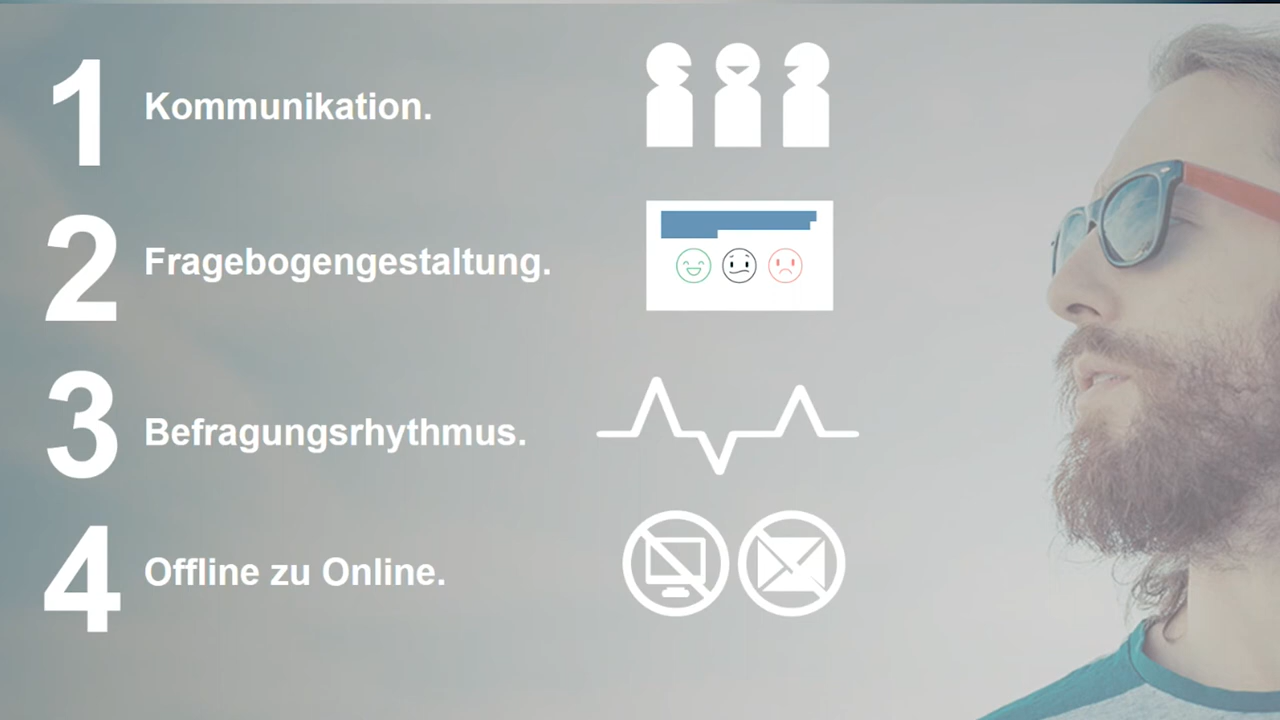 1 Kommunikation.
2 Fragebogengestaltung.
3 Befragungsrhythmus.
4 Offline zu Online.